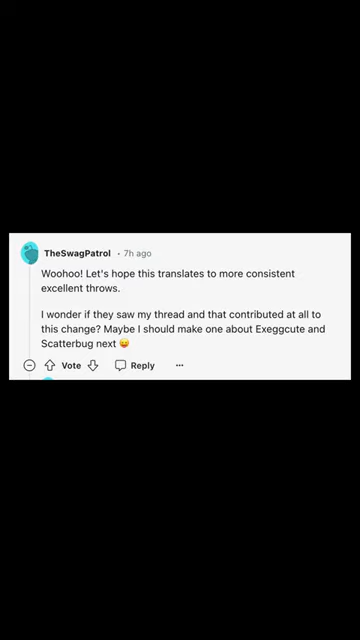 TheSwagPatrol • 7h ago
Woohoo! Let's hope this translates to more consistent
excellent throws.
I wonder if they saw my thread and that contributed at all to
this change? Maybe I should make one about Exeggcute and
Scatterbug next 😛
Vote Reply ...